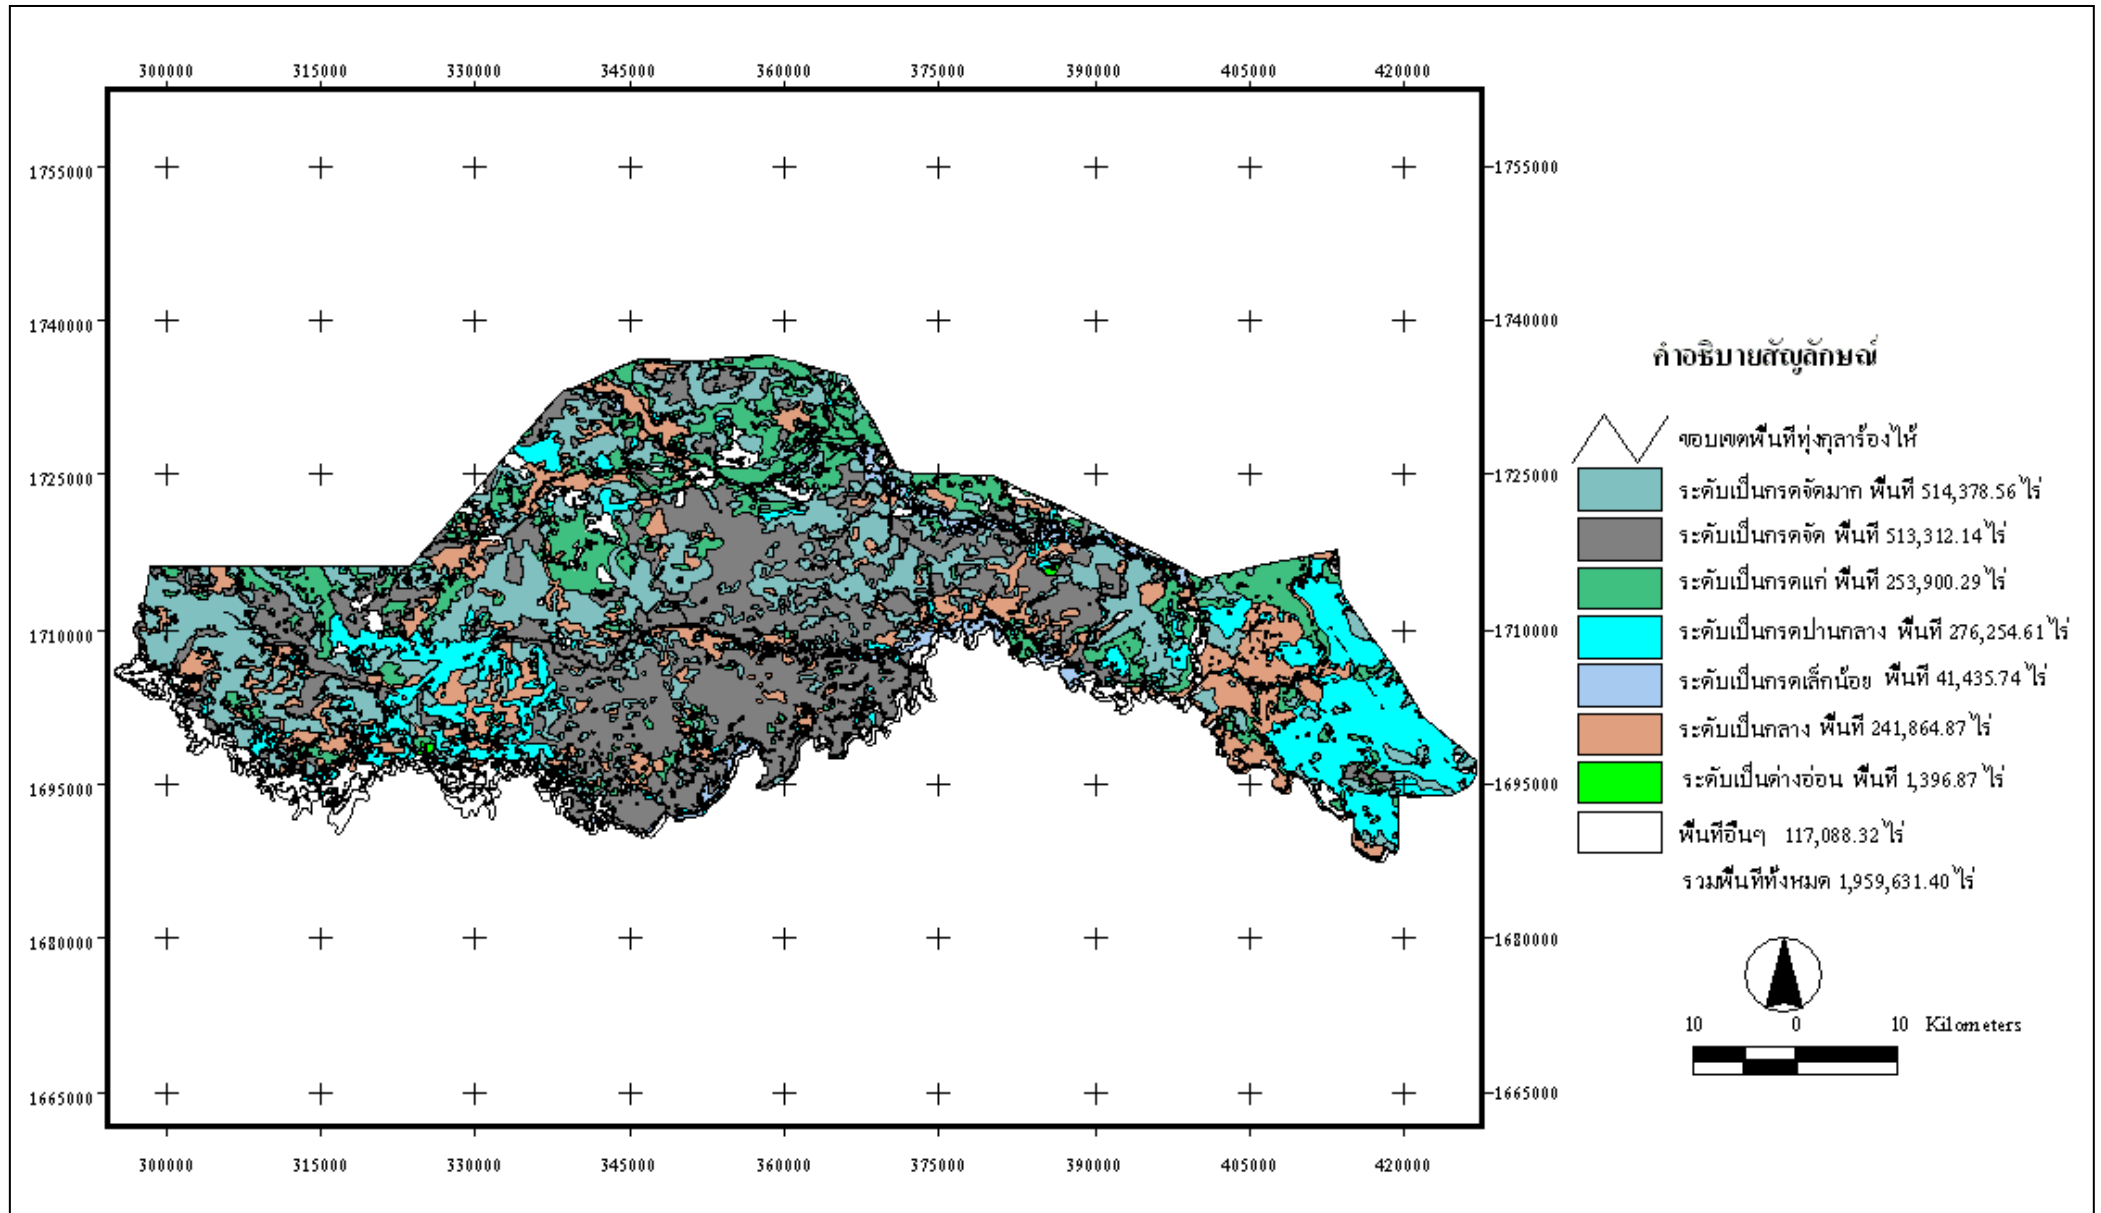 300000 315000 330000 345000 360000 375000 390000 405000 420000
1755000 1755000
1740000 1740000
คำอธิบายสัญลักษณ์
ขอบเขตพื้นที่ทุ่งกุลาร้องไห้
1725000 1725000
ระดับเป็นกรดจัดมาก พื้นที่ 514,378.56 ไร่
ระดับเป็นกรดจัด พื้นที่ 513,312.14 ไร่
ระดับเป็นกรดแก่ พื้นที่ 253,900.29 ไร่
1710000 1710000
ระดับเป็นกรดปานกลาง พื้นที่ 276,254.61 ไร่
ระดับเป็นกรดเล็กน้อย พื้นที่ 41,435.74 ไร่
ระดับเป็นกลาง พื้นที่ 241,864.87 ไร่
1695000 1695000
ระดับเป็นด่างอ่อน พื้นที่ 1,396.87 ไร่
พื้นที่อื่นๆ 117,088.32 ไร่
รวมพื้นที่ทั้งหมด 1,959,631.40 ไร่
1680000 1680000
10 0 10 Kilometers
1665000 1665000
300000 315000 330000 345000 360000 375000 390000 405000 420000